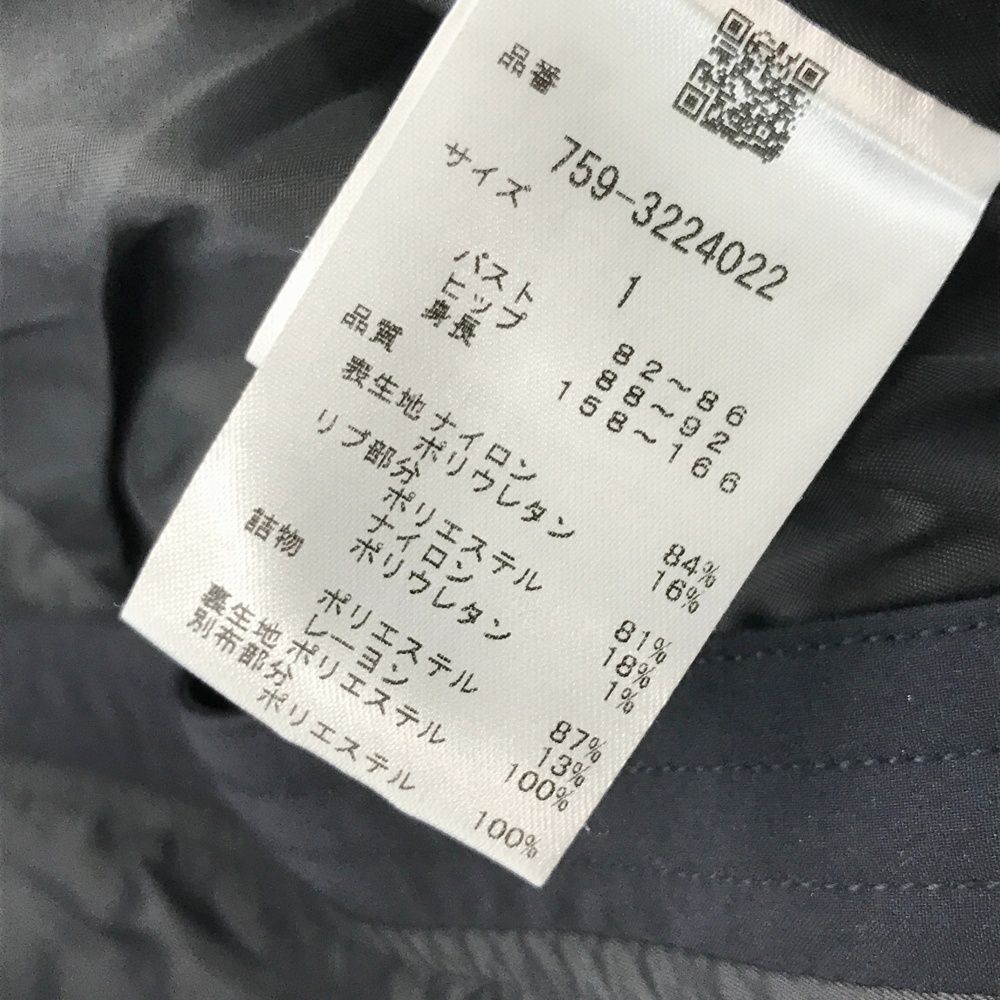 品番
759-3224022
サイズ
1
バスト 82～86
ヒップ 88～92
身長 158～166
品質
表生地 ナイロン 84%
ポリウレタン 16%
リブ部分
ポリエステル 81%
ナイロン 18%
ポリウレタン 1%
詰物
ポリエステル 87%
レーヨン 13%
裏生地 ポリエステル 100%
別布部分
ポリエステル 100%